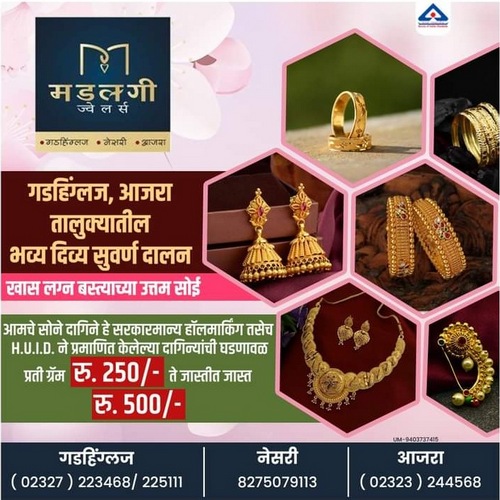 मडलगी
ज्वेलर्स
• गडहिंग्लज • नेसरी • आजरा
गडहिंग्लज, आजरा
तालुक्यातील
भव्य दिव्य सुवर्ण दालन
खास लग्न बस्त्याच्या उत्तम सोई
आमचे सोने दागिने हे सरकारमान्य हॉलमार्किंग तसेच
H.U.I.D. ने प्रमाणित केलेल्या दागिन्यांची घडणावळ
प्रती ग्रॅम रु. 250/- ते जास्तीत जास्त
रु. 500/-
UM-9403737415
गडहिंग्लज
( 02327 ) 223468/ 225111
नेसरी
8275079113
आजरा
( 02323 ) 244568